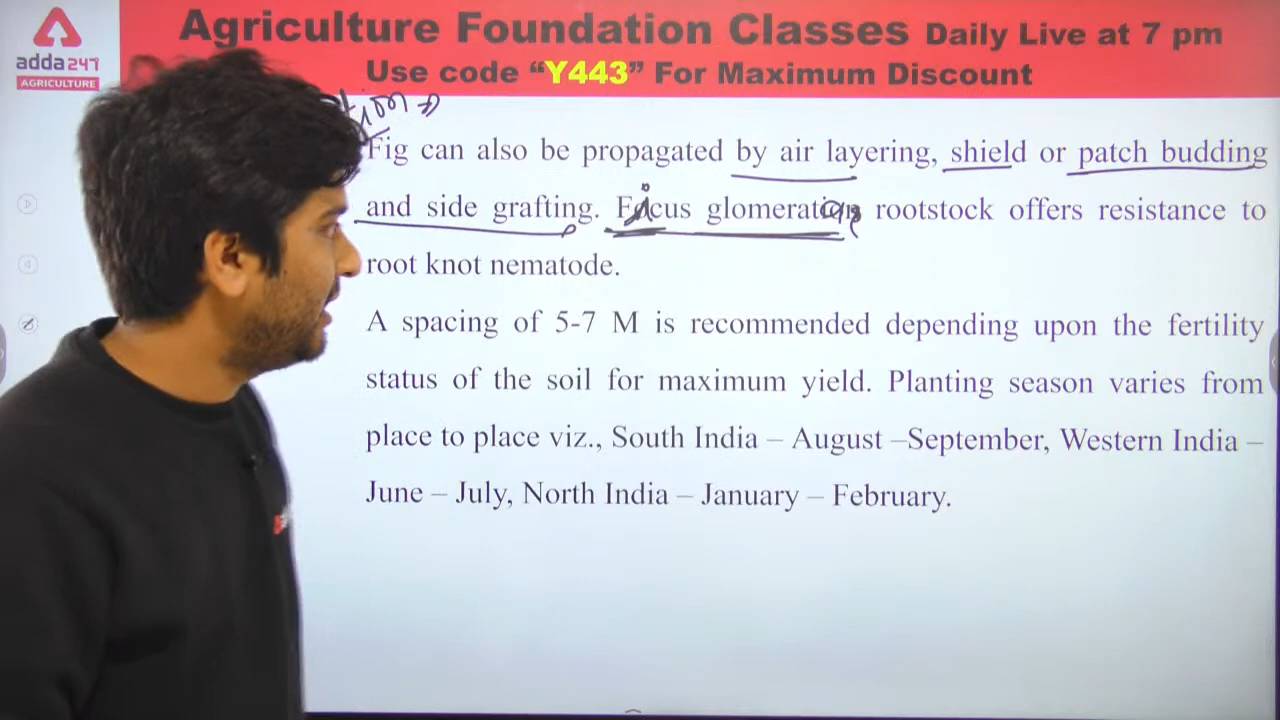 Agriculture Foundation Classes Daily Live at 7 pm
adda247
AGRICULTURE
Use code “Y443” For Maximum Discount
Fig can also be propagated by air layering, shield or patch budding
and side grafting. Ficus glomerata rootstock offers resistance to
root knot nematode.
A spacing of 5-7 M is recommended depending upon the fertility
status of the soil for maximum yield. Planting season varies from
place to place viz., South India – August –September, Western India –
June – July, North India – January – February.